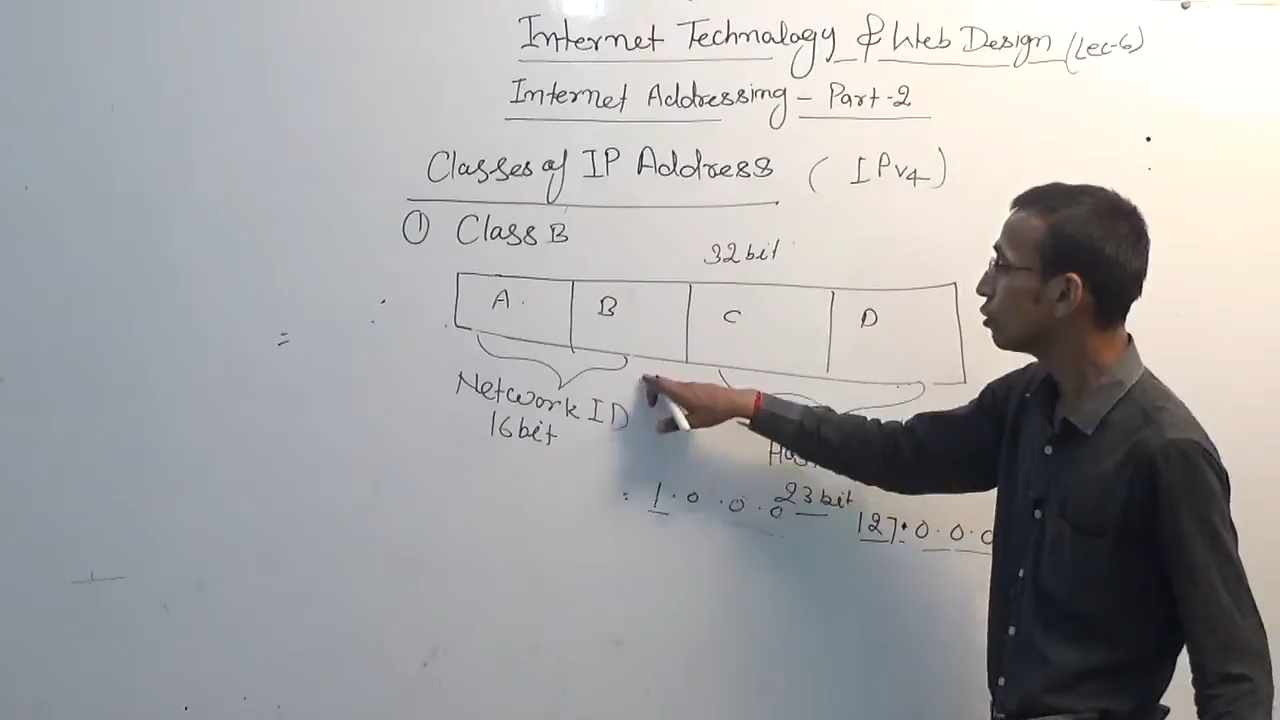 Internet Technalogy & Web Design (Lec-6)
Internet Addressing - Part-2
Classes of IP Address ( IPv4 )
① Class B
32 bit
A. B C D
Network ID
16 bit
23 bit
: 1.0.0.0 127.0.0.0